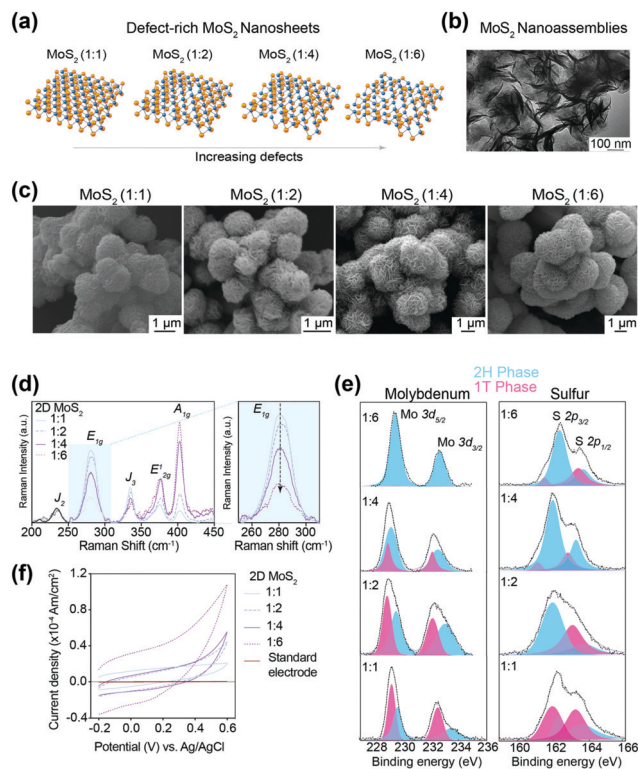 (a)
Defect-rich MoS2 Nanosheets
MoS2 (1:1) MoS2 (1:2) MoS2 (1:4) MoS2 (1:6)
Increasing defects
(b)
MoS2 Nanoassemblies
100 nm
(c)
MoS2 (1:1) MoS2 (1:2) MoS2 (1:4) MoS2 (1:6)
1 µm 1 µm 1 µm 1 µm
(d)
2D MoS2
1:1
1:2
1:4
1:6
J2 E1g J3 E12g A1g
Raman Intensity (a.u.)
200 250 300 350 400 450
Raman Shift (cm-1)
E1g
Raman Intensity (a.u.)
260 280 300
Raman shift (cm-1)
(e)
2H Phase
1T Phase
Molybdenum Sulfur
1:6 Mo 3d5/2 Mo 3d3/2
1:4
1:2
1:1
228 230 232 234 236
Binding energy (eV)
1:6 S 2p3/2 S 2p1/2
1:4
1:2
1:1
160 162 164 166
Binding energy (eV)
(f)
Current density (x10-4 Am/cm2)
1.2
0.8
0.4
0.0
-0.4
-0.2 0.0 0.2 0.4 0.6
Potential (V) vs. Ag/AgCl
2D MoS2
1:1
1:2
1:4
1:6
Standard
electrode